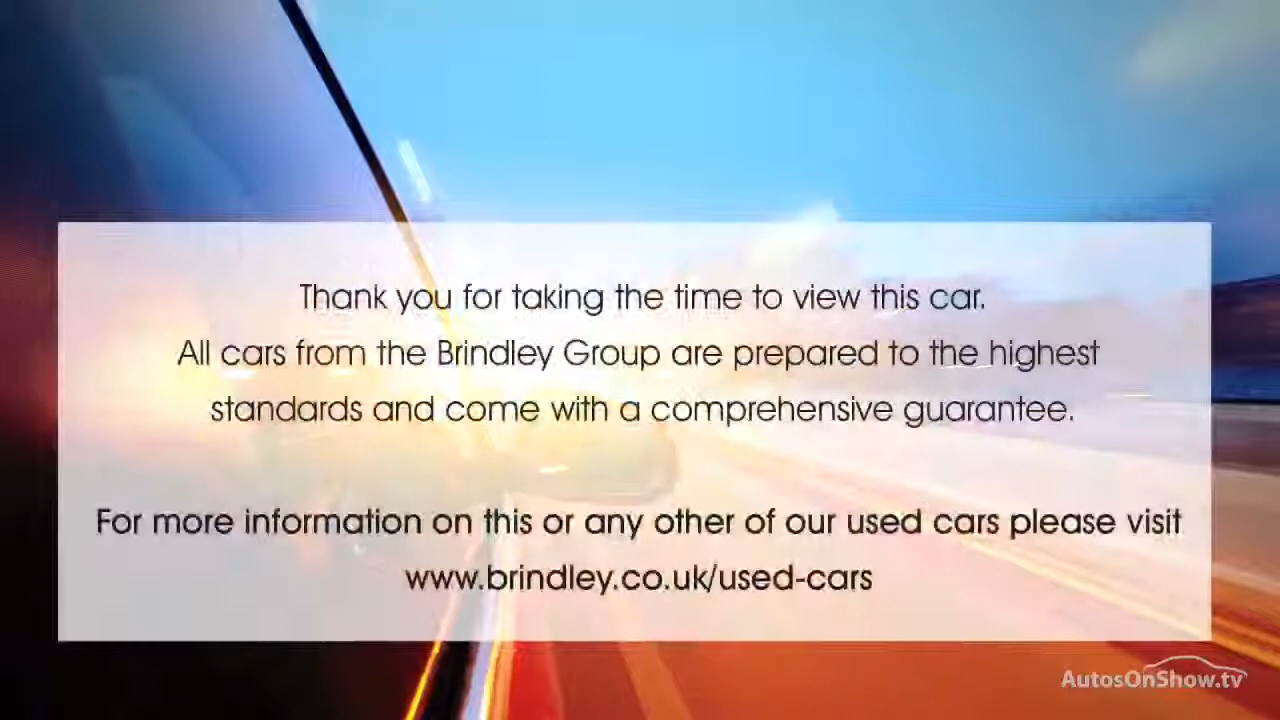 Thank you for taking the time to view this car.
All cars from the Brindley Group are prepared to the highest
standards and come with a comprehensive guarantee.
For more information on this or any other of our used cars please visit
www.brindley.co.uk/used-cars
AutosOnShow.tv